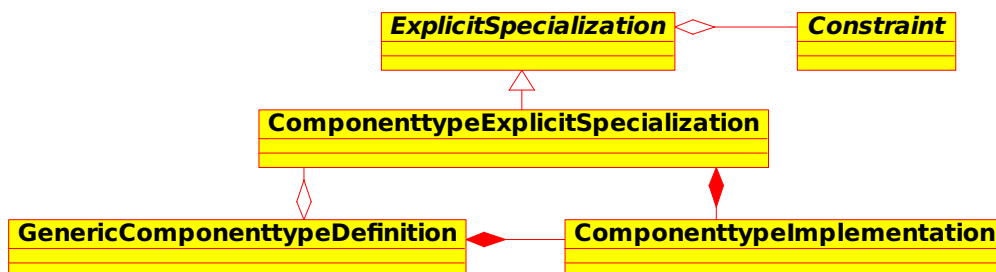 ExplicitSpecialization
Constraint
ComponenttypeExplicitSpecialization
GenericComponenttypeDefinition
ComponenttypeImplementation